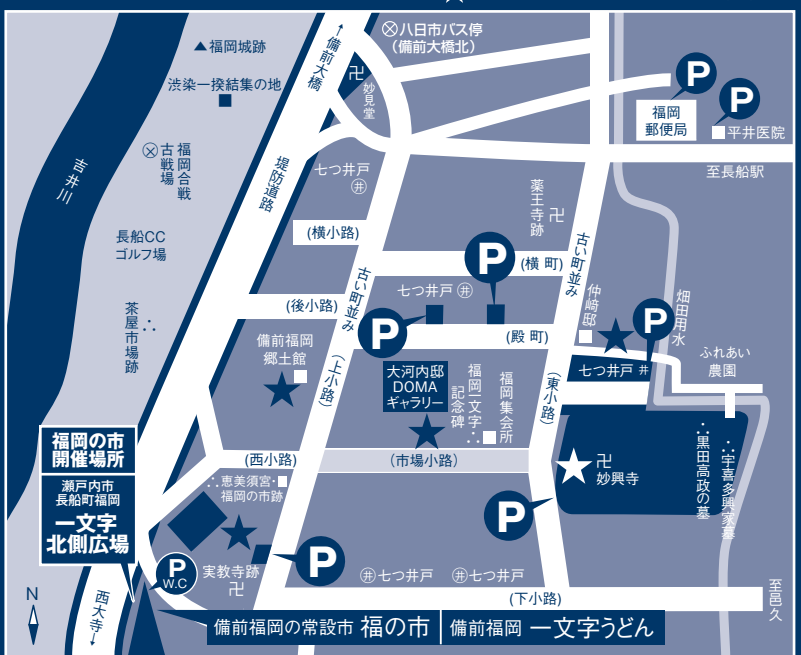 ←備前大橋
八日市バス停
(備前大橋北)
▲福岡城跡
渋染一揆結集の地
卍
妙見堂
P
福岡
郵便局
P
平井医院
至長船駅
吉井川
福岡合戦
古戦場
堤防道路
七つ井戸
井
薬王寺跡
卍
長船CC
ゴルフ場
(横小路)
古い町並み
P
(横 町)
古い町並み
七つ井戸 井
仲﨑邸
P
畑田用水
茶屋市場跡
(後小路)
P
(殿 町)
ふれあい
農園
備前福岡
郷土館
(上小路)
大河内邸
DOMA
ギャラリー
福岡一文字
記念碑
福岡集会所
(東小路)
七つ井戸 井
福岡の市
開催場所
瀬戸内市
長船町福岡
一文字
北側広場
(西小路)
(市場小路)
恵美須宮・
福岡の市跡
卍
妙興寺
黒田高政の墓
宇喜多興家墓
P
P
W.C
実教寺跡
卍
P
井七つ井戸
井七つ井戸
(下小路)
至邑久
N
西大寺→
備前福岡の常設市 福の市
備前福岡 一文字うどん